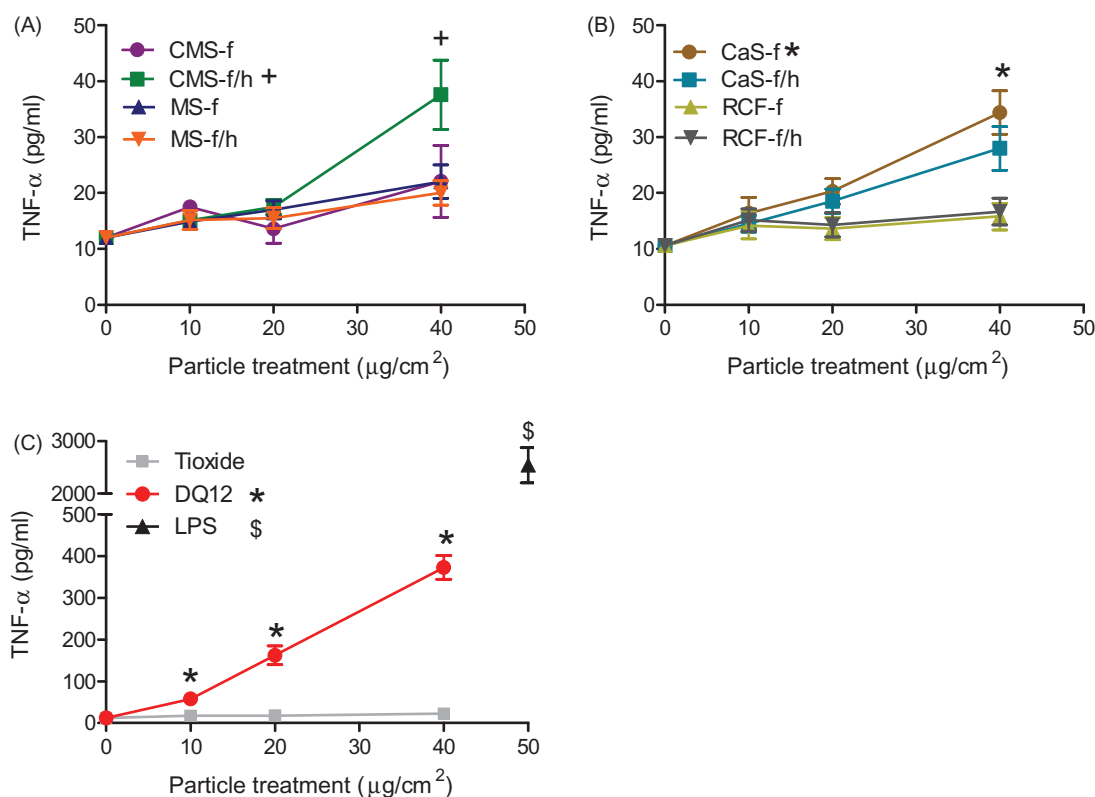 (A)
50
40
30
20
10
0
TNF-α (pg/ml)
CMS-f
CMS-f/h +
MS-f
MS-f/h
+
0 10 20 30 40 50
Particle treatment (μg/cm²)
(B)
50
40
30
20
10
0
TNF-α (pg/ml)
CaS-f *
CaS-f/h
RCF-f
RCF-f/h
*
0 10 20 30 40 50
Particle treatment (μg/cm²)
(C)
3000
2000
500
400
300
200
100
0
TNF-α (pg/ml)
Tioxide
DQ12 *
LPS $
$
*
*
*
0 10 20 30 40 50
Particle treatment (μg/cm²)